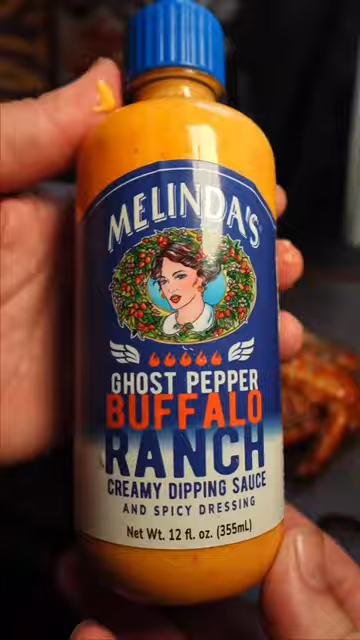 MELINDA'S
GHOST PEPPER
BUFFALO
RANCH
CREAMY DIPPING SAUCE
AND SPICY DRESSING
Net Wt. 12 fl. oz. (355mL)